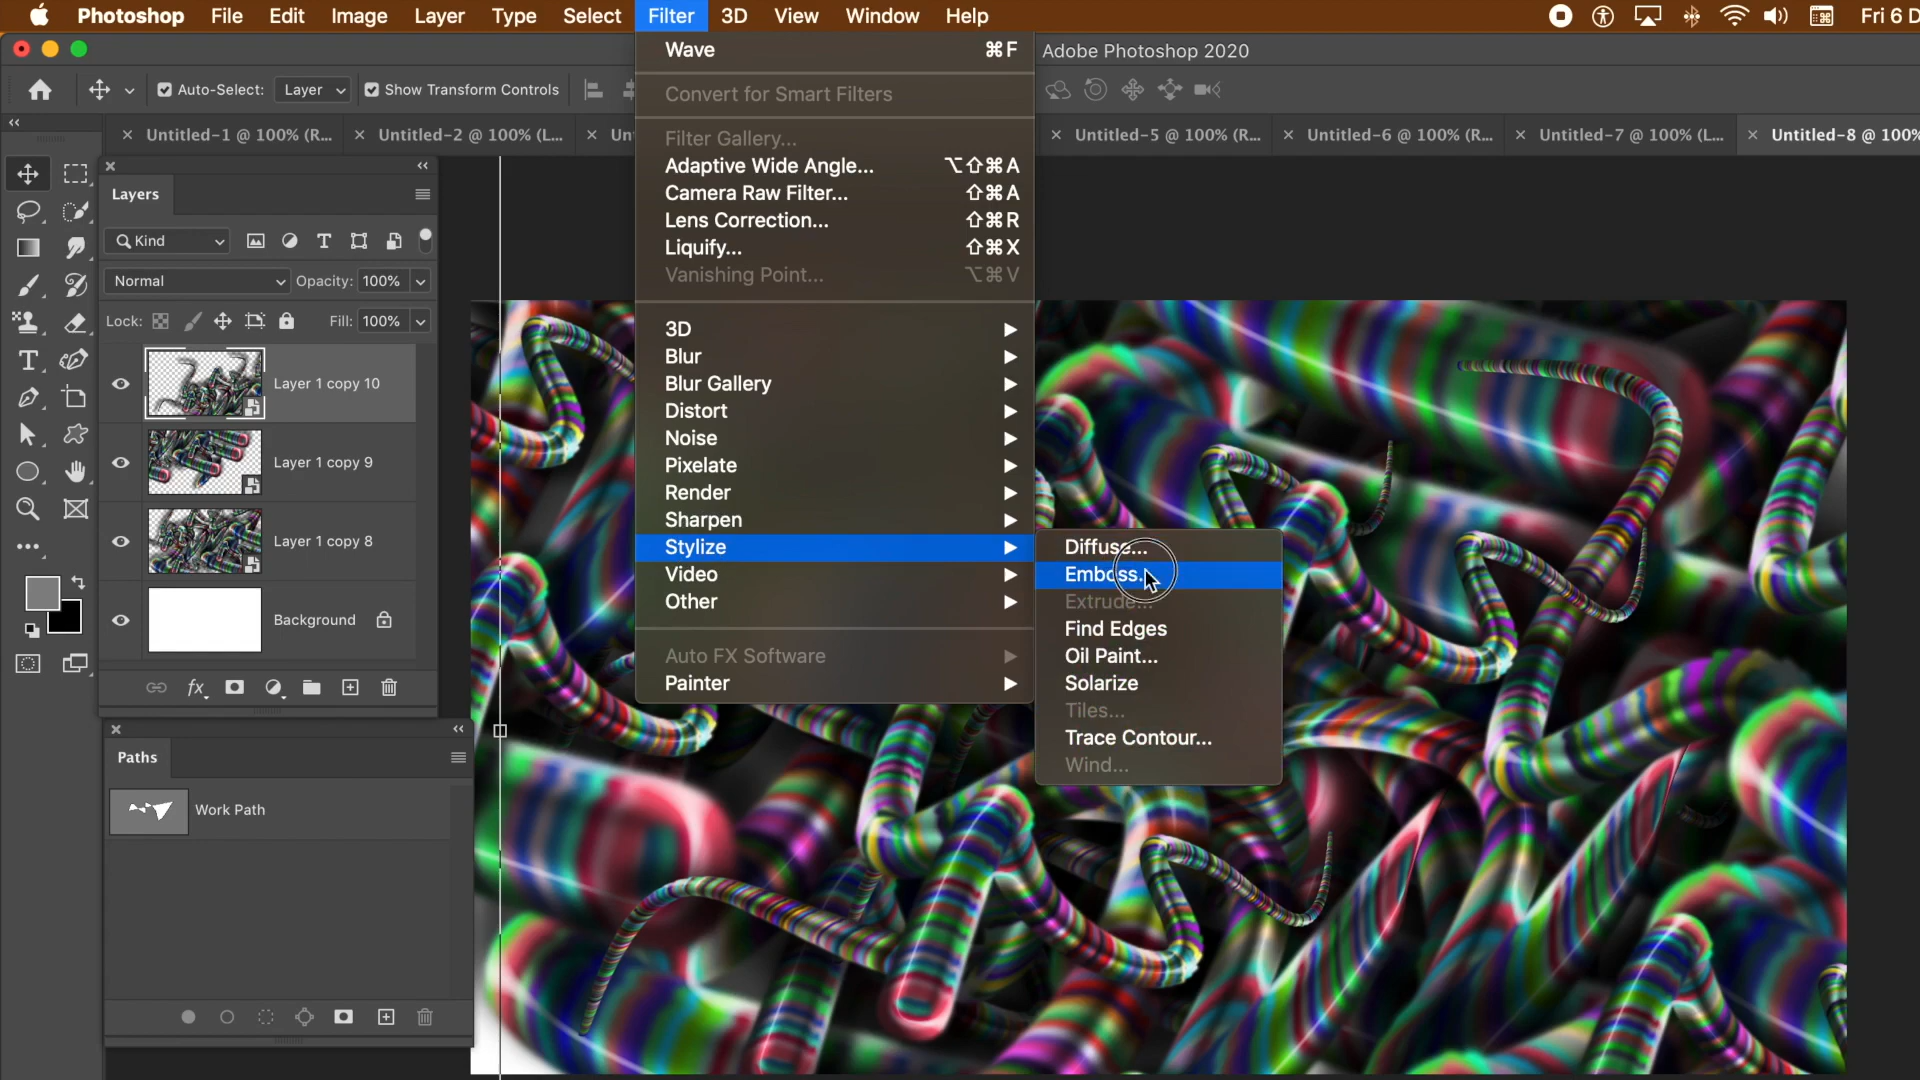 Photoshop File Edit Image Layer Type Select Filter 3D View Window Help Fri 6 D
Adobe Photoshop 2020
Auto-Select: Layer Show Transform Controls
Untitled-1 @ 100% (R... Untitled-2 @ 100% (L... Un Untitled-5 @ 100% (R... Untitled-6 @ 100% (R... Untitled-7 @ 100% (L... Untitled-8 @ 100%
Layers
Kind
Normal Opacity: 100%
Lock: Fill: 100%
Layer 1 copy 10
Layer 1 copy 9
Layer 1 copy 8
Background
Paths
Work Path
Wave ⌘F
Convert for Smart Filters
Filter Gallery...
Adaptive Wide Angle... ⌥⇧⌘A
Camera Raw Filter... ⇧⌘A
Lens Correction... ⇧⌘R
Liquify... ⇧⌘X
Vanishing Point... ⌥⌘V
3D
Blur
Blur Gallery
Distort
Noise
Pixelate
Render
Sharpen
Stylize
Video
Other
Auto FX Software
Painter
Diffuse...
Emboss...
Extrude...
Find Edges
Oil Paint...
Solarize
Tiles...
Trace Contour...
Wind...